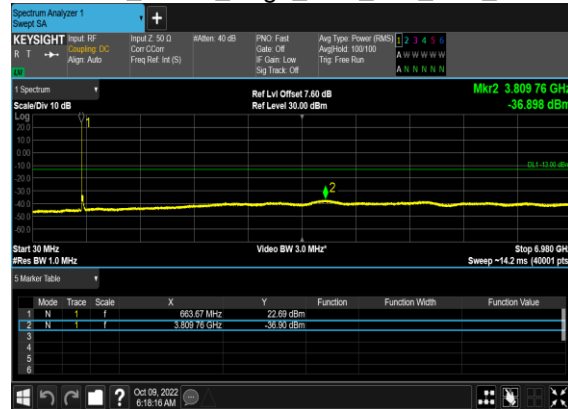 Spectrum Analyzer 1
Swept SA
+
KEYSIGHT
R T
LW
Input: RF
Coupling: DC
Align: Auto
Input Z: 50 Ω
Corr CCorr
Freq Ref: Int (S)
#Atten: 40 dB
PNO: Fast
Gate: Off
IF Gain: Low
Sig Track: Off
Avg Type: Power (RMS)
Avg|Hold: 100/100
Trig: Free Run
1 2 3 4 5 6
A W W W W W
A N N N N N
1 Spectrum
Scale/Div 10 dB
Ref Lvl Offset 7.60 dB
Ref Level 30.00 dBm
Mkr2 3.809 76 GHz
-36.898 dBm
Log
20.0
10.0
0.00
-10.0
-20.0
-30.0
-40.0
-50.0
-60.0
1
DL1 -13.00 dBm
2
Start 30 MHz
#Res BW 1.0 MHz
Video BW 3.0 MHz*
Stop 6.980 GHz
Sweep ~14.2 ms (40001 pts)
5 Marker Table
Mode Trace Scale X Y Function Function Width Function Value
1 N 1 f 663.67 MHz 22.69 dBm
2 N 1 f 3.809 76 GHz -36.90 dBm
3
4
5
6
?
Oct 09, 2022
6:18:16 AM